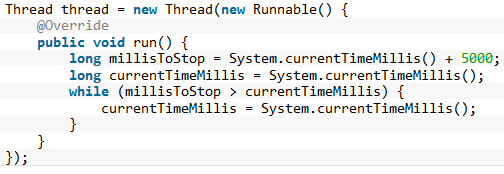 Thread thread = new Thread(new Runnable() {
    @Override
    public void run() {
        long millisToStop = System.currentTimeMillis() + 5000;
        long currentTimeMillis = System.currentTimeMillis();
        while (millisToStop > currentTimeMillis) {
            currentTimeMillis = System.currentTimeMillis();
        }
    }
});